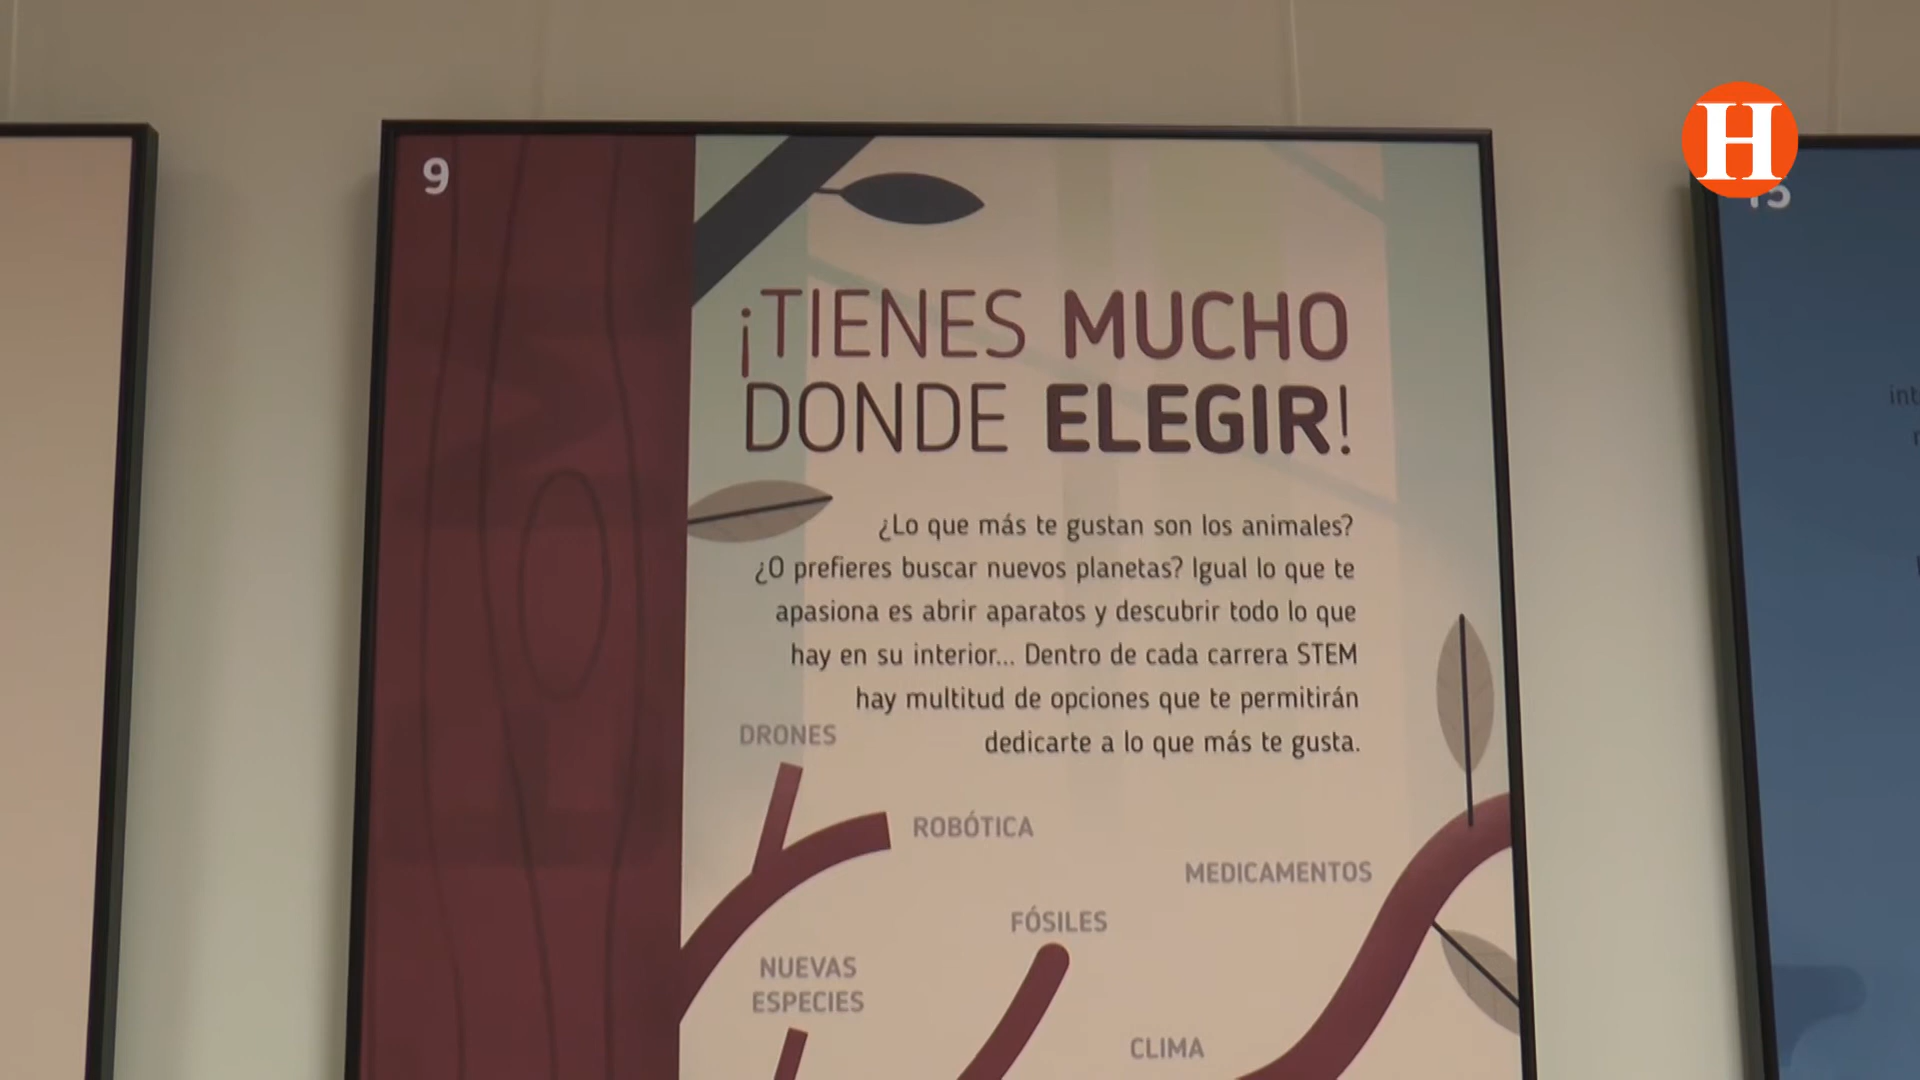 9
¡TIENES MUCHO
DONDE ELEGIR!
¿Lo que más te gustan son los animales?
¿O prefieres buscar nuevos planetas? Igual lo que te
apasiona es abrir aparatos y descubrir todo lo que
hay en su interior... Dentro de cada carrera STEM
hay multitud de opciones que te permitirán
dedicarte a lo que más te gusta.
DRONES
ROBÓTICA
MEDICAMENTOS
FÓSILES
NUEVAS
ESPECIES
CLIMA
H
15
int